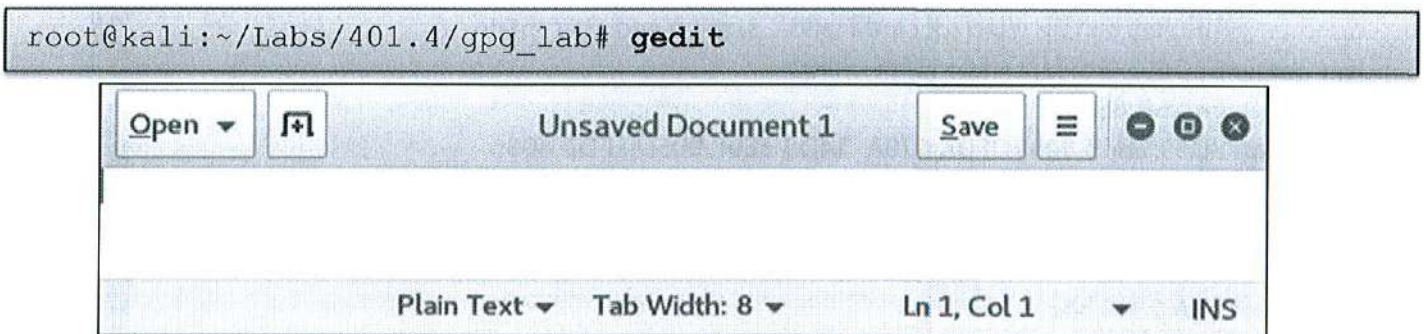 root@kali:~/Labs/401.4/gpg_lab# gedit
Open Unsaved Document 1 Save
Plain Text Tab Width: 8 Ln 1, Col 1 INS